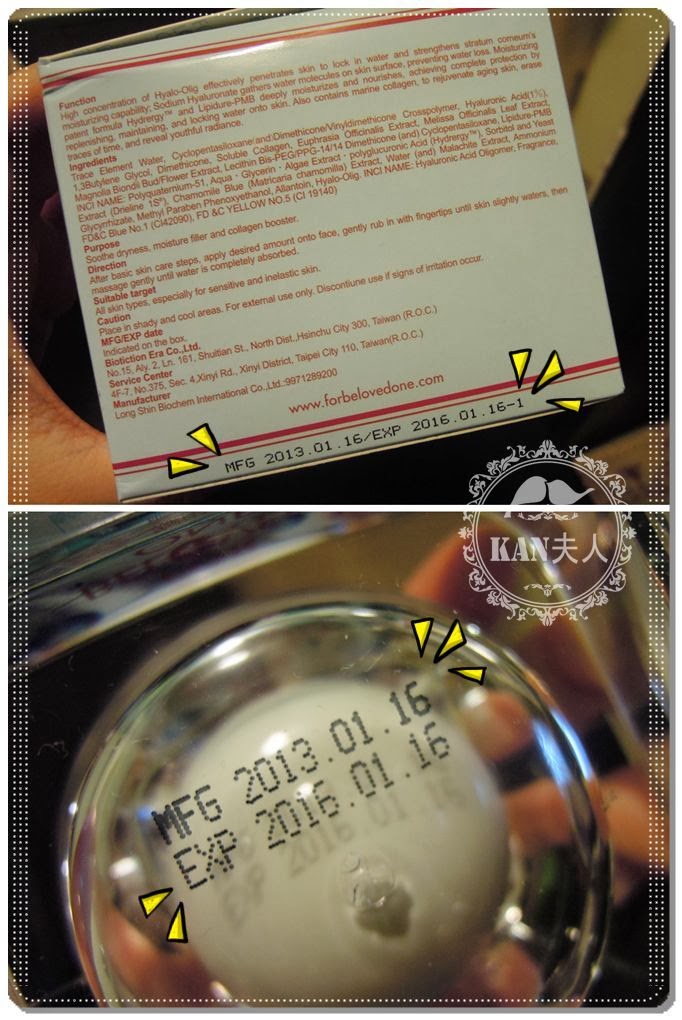 Function
High concentration of Hyalo-Olig effectively penetrates skin to lock in water and strengthens stratum corneum's
moisturizing capability; Sodium Hyaluronate gathers water molecules on skin surface, preventing water loss. Moisturizing
patent formula Hydrergy™ and Lipidure-PMB deeply moisturizes and nourishes, achieving complete protection by
replenishing, maintaining, and locking water onto skin. Also contains marine collagen, to rejuvenate aging skin, erase
traces of time, and reveal youthful radiance.
Ingredients
Trace Element Water, Cyclopentasiloxane/and/Dimethicone/Vinyldimethicone Crosspolymer, Hyaluronic Acid(1%),
1,3Butylene Glycol, Dimethicone, Soluble Collagen, Euphrasia Officinalis Extract, Melissa Officinalis Leaf Extract,
Magnolia Biondii Bud/Flower Extract, Lecithin Bis-PEG/PPG-14/14 Dimethicone (and) Cyclopentasiloxane, Lipidure-PMB
INCI NAME: Polyquaternium-51, Aqua · Glycerin · Algae Extract · polyglucuronic Acid (Hydrergy™), Sorbitol and Yeast
Extract (Drieline 1S®), Chamomile Blue (Matricaria chamomilla) Extract, Water (and) Malachite Extract, Ammonium
Glycyrrhizate, Methyl Paraben Phenoxyethanol, Allantoin, Hyalo-Olig. INCI NAME: Hyaluronic Acid Oligomer, Fragrance,
FD&C Blue No.1 (CI42090), FD &C YELLOW NO.5 (CI 19140)
Purpose
Soothe dryness, moisture filler and collagen booster.
Direction
After basic skin care steps, apply desired amount onto face, gently rub in with fingertips until skin slightly waters, then
massage gently until water is completely absorbed.
Suitable target
All skin types, especially for sensitive and inelastic skin.
Caution
Place in shady and cool areas. For external use only. Discontiune use if signs of irritation occur.
MFG/EXP date
Indicated on the box.
Biotiction Era Co.,Ltd.
No.15, Aly. 2, Ln. 161, Shuitian St., North Dist.,Hsinchu City 300, Taiwan (R.O.C.)
Service Center
4F-7, No.375, Sec. 4,Xinyi Rd., Xinyi District, Taipei City 110, Taiwan(R.O.C.)
Manufacturer
Long Shin Biochem International Co.,Ltd.:9971289200
www.forbelovedone.com
MFG 2013.01.16/EXP 2016.01.16-1
KAN夫人
MFG 2013.01.16
EXP 2016.01.16